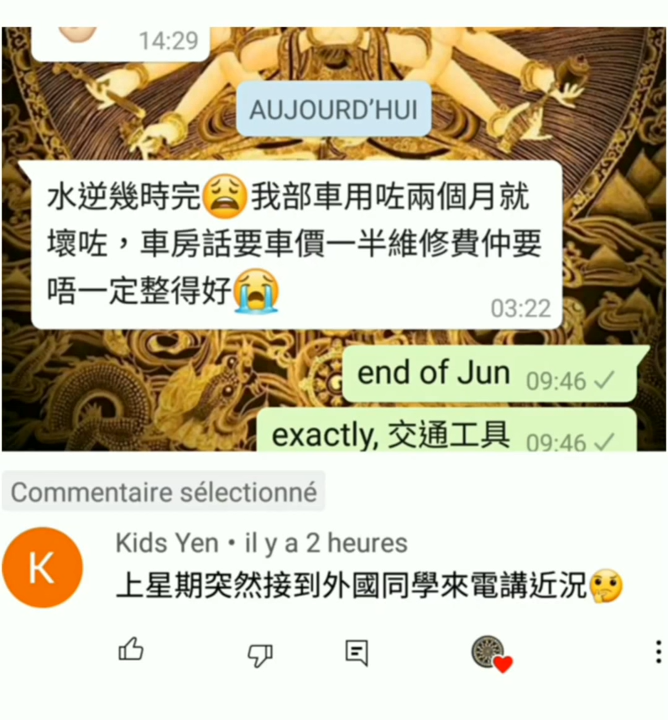 14:29
AUJOURD'HUI
水逆幾時完😩我部車用咗兩個月就
壞咗，車房話要車價一半維修費仲要
唔一定整得好😭
03:22
end of Jun 09:46
exactly, 交通工具 09:46
Commentaire sélectionné
K
Kids Yen • il y a 2 heures
上星期突然接到外國同學來電講近況🤔